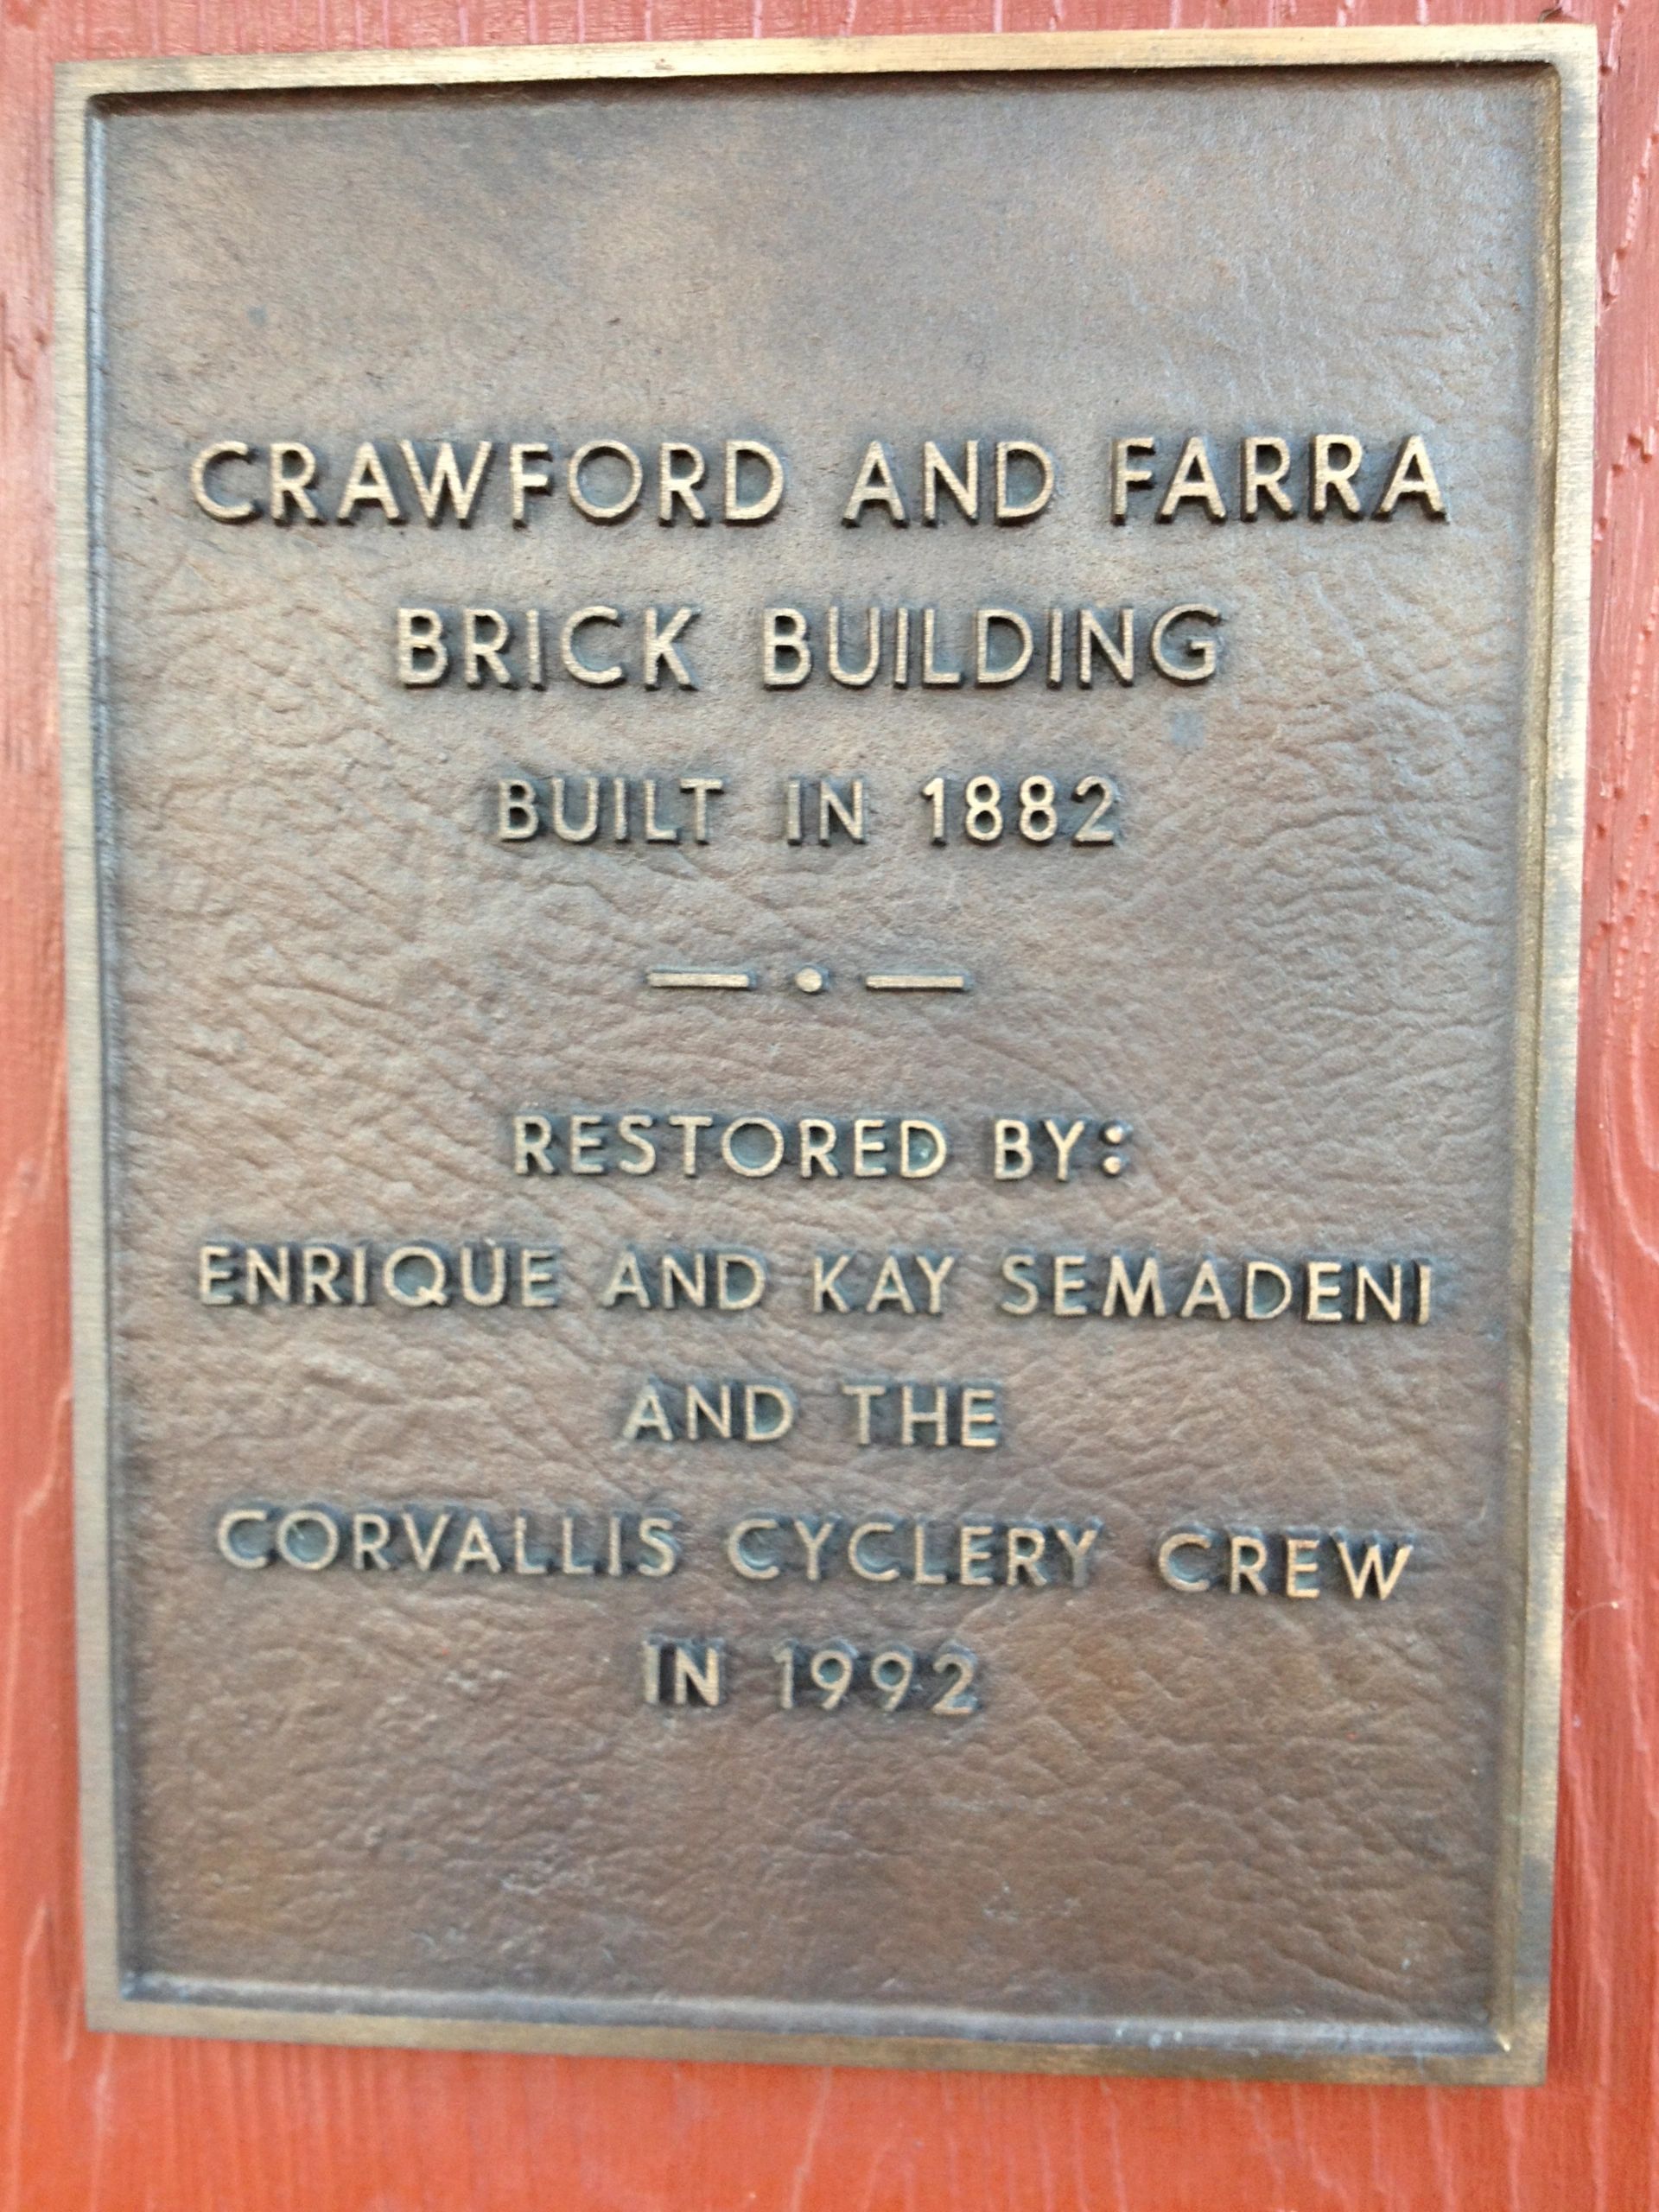 CRAWFORD AND FARRA
BRICK BUILDING
BUILT IN 1882
RESTORED BY:
ENRIQUE AND KAY SEMADENI
AND THE
CORVALLIS CYCLERY CREW
IN 1992